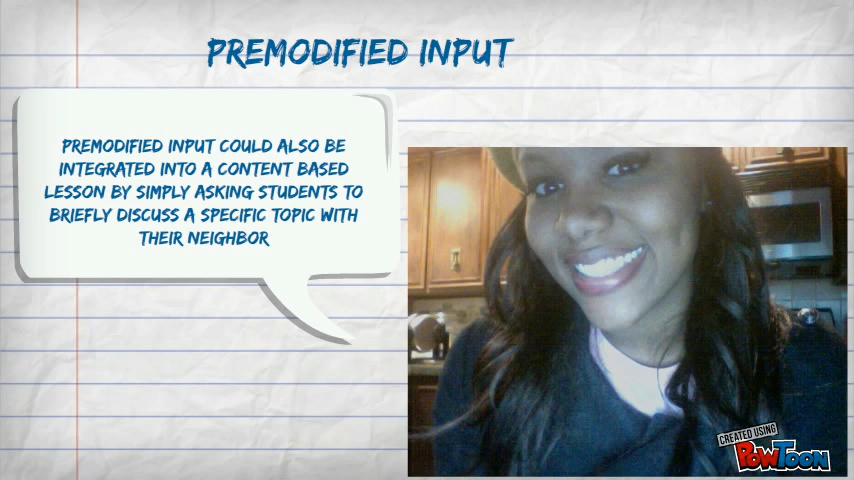 PREMODIFIED INPUT
PREMODIFIED INPUT COULD ALSO BE
INTEGRATED INTO A CONTENT BASED
LESSON BY SIMPLY ASKING STUDENTS TO
BRIEFLY DISCUSS A SPECIFIC TOPIC WITH
THEIR NEIGHBOR
CREATED USING
POWTOON